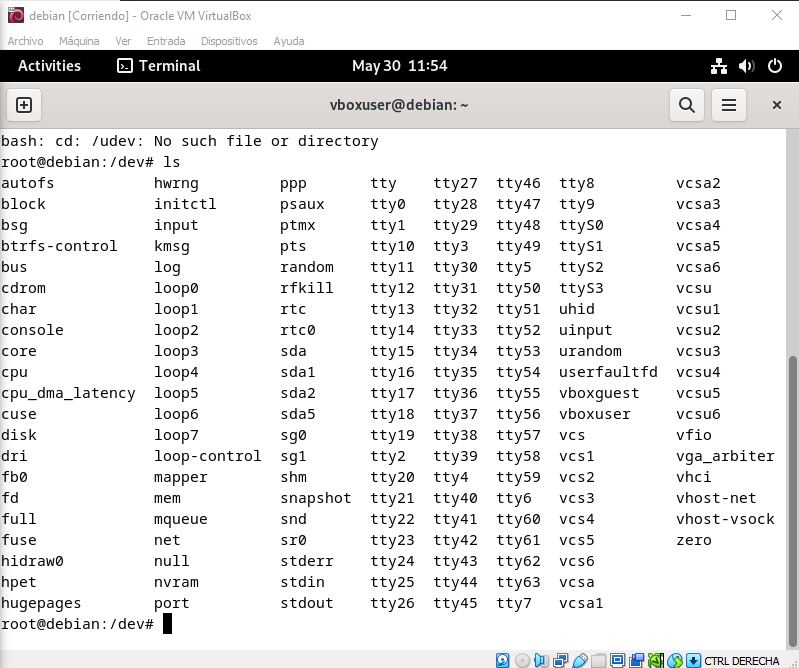 debian [Corriendo] - Oracle VM VirtualBox
Archivo Máquina Ver Entrada Dispositivos Ayuda
Activities Terminal May 30 11:54
vboxuser@debian: ~
bash: cd: /udev: No such file or directory
root@debian:/dev# ls
autofs hwrng ppp tty tty27 tty46 tty8 vcsa2
block initctl psaux tty0 tty28 tty47 tty9 vcsa3
bsg input ptmx tty1 tty29 tty48 ttyS0 vcsa4
btrfs-control kmsg pts tty10 tty3 tty49 ttyS1 vcsa5
bus log random tty11 tty30 tty5 ttyS2 vcsa6
cdrom loop0 rfkill tty12 tty31 tty50 ttyS3 vcsu
char loop1 rtc tty13 tty32 tty51 uhid vcsu1
console loop2 rtc0 tty14 tty33 tty52 uinput vcsu2
core loop3 sda tty15 tty34 tty53 urandom vcsu3
cpu loop4 sda1 tty16 tty35 tty54 userfaultfd vcsu4
cpu_dma_latency loop5 sda2 tty17 tty36 tty55 vboxguest vcsu5
cuse loop6 sda5 tty18 tty37 tty56 vboxuser vcsu6
disk loop7 sg0 tty19 tty38 tty57 vcs vfio
dri loop-control sg1 tty2 tty39 tty58 vcs1 vga_arbiter
fb0 mapper shm tty20 tty4 tty59 vcs2 vhci
fd mem snapshot tty21 tty40 tty6 vcs3 vhost-net
full mqueue snd tty22 tty41 tty60 vcs4 vhost-vsock
fuse net sr0 tty23 tty42 tty61 vcs5 zero
hidraw0 null stderr tty24 tty43 tty62 vcs6
hpet nvram stdin tty25 tty44 tty63 vcsa
hugepages port stdout tty26 tty45 tty7 vcsa1
root@debian:/dev#
CTRL DERECHA